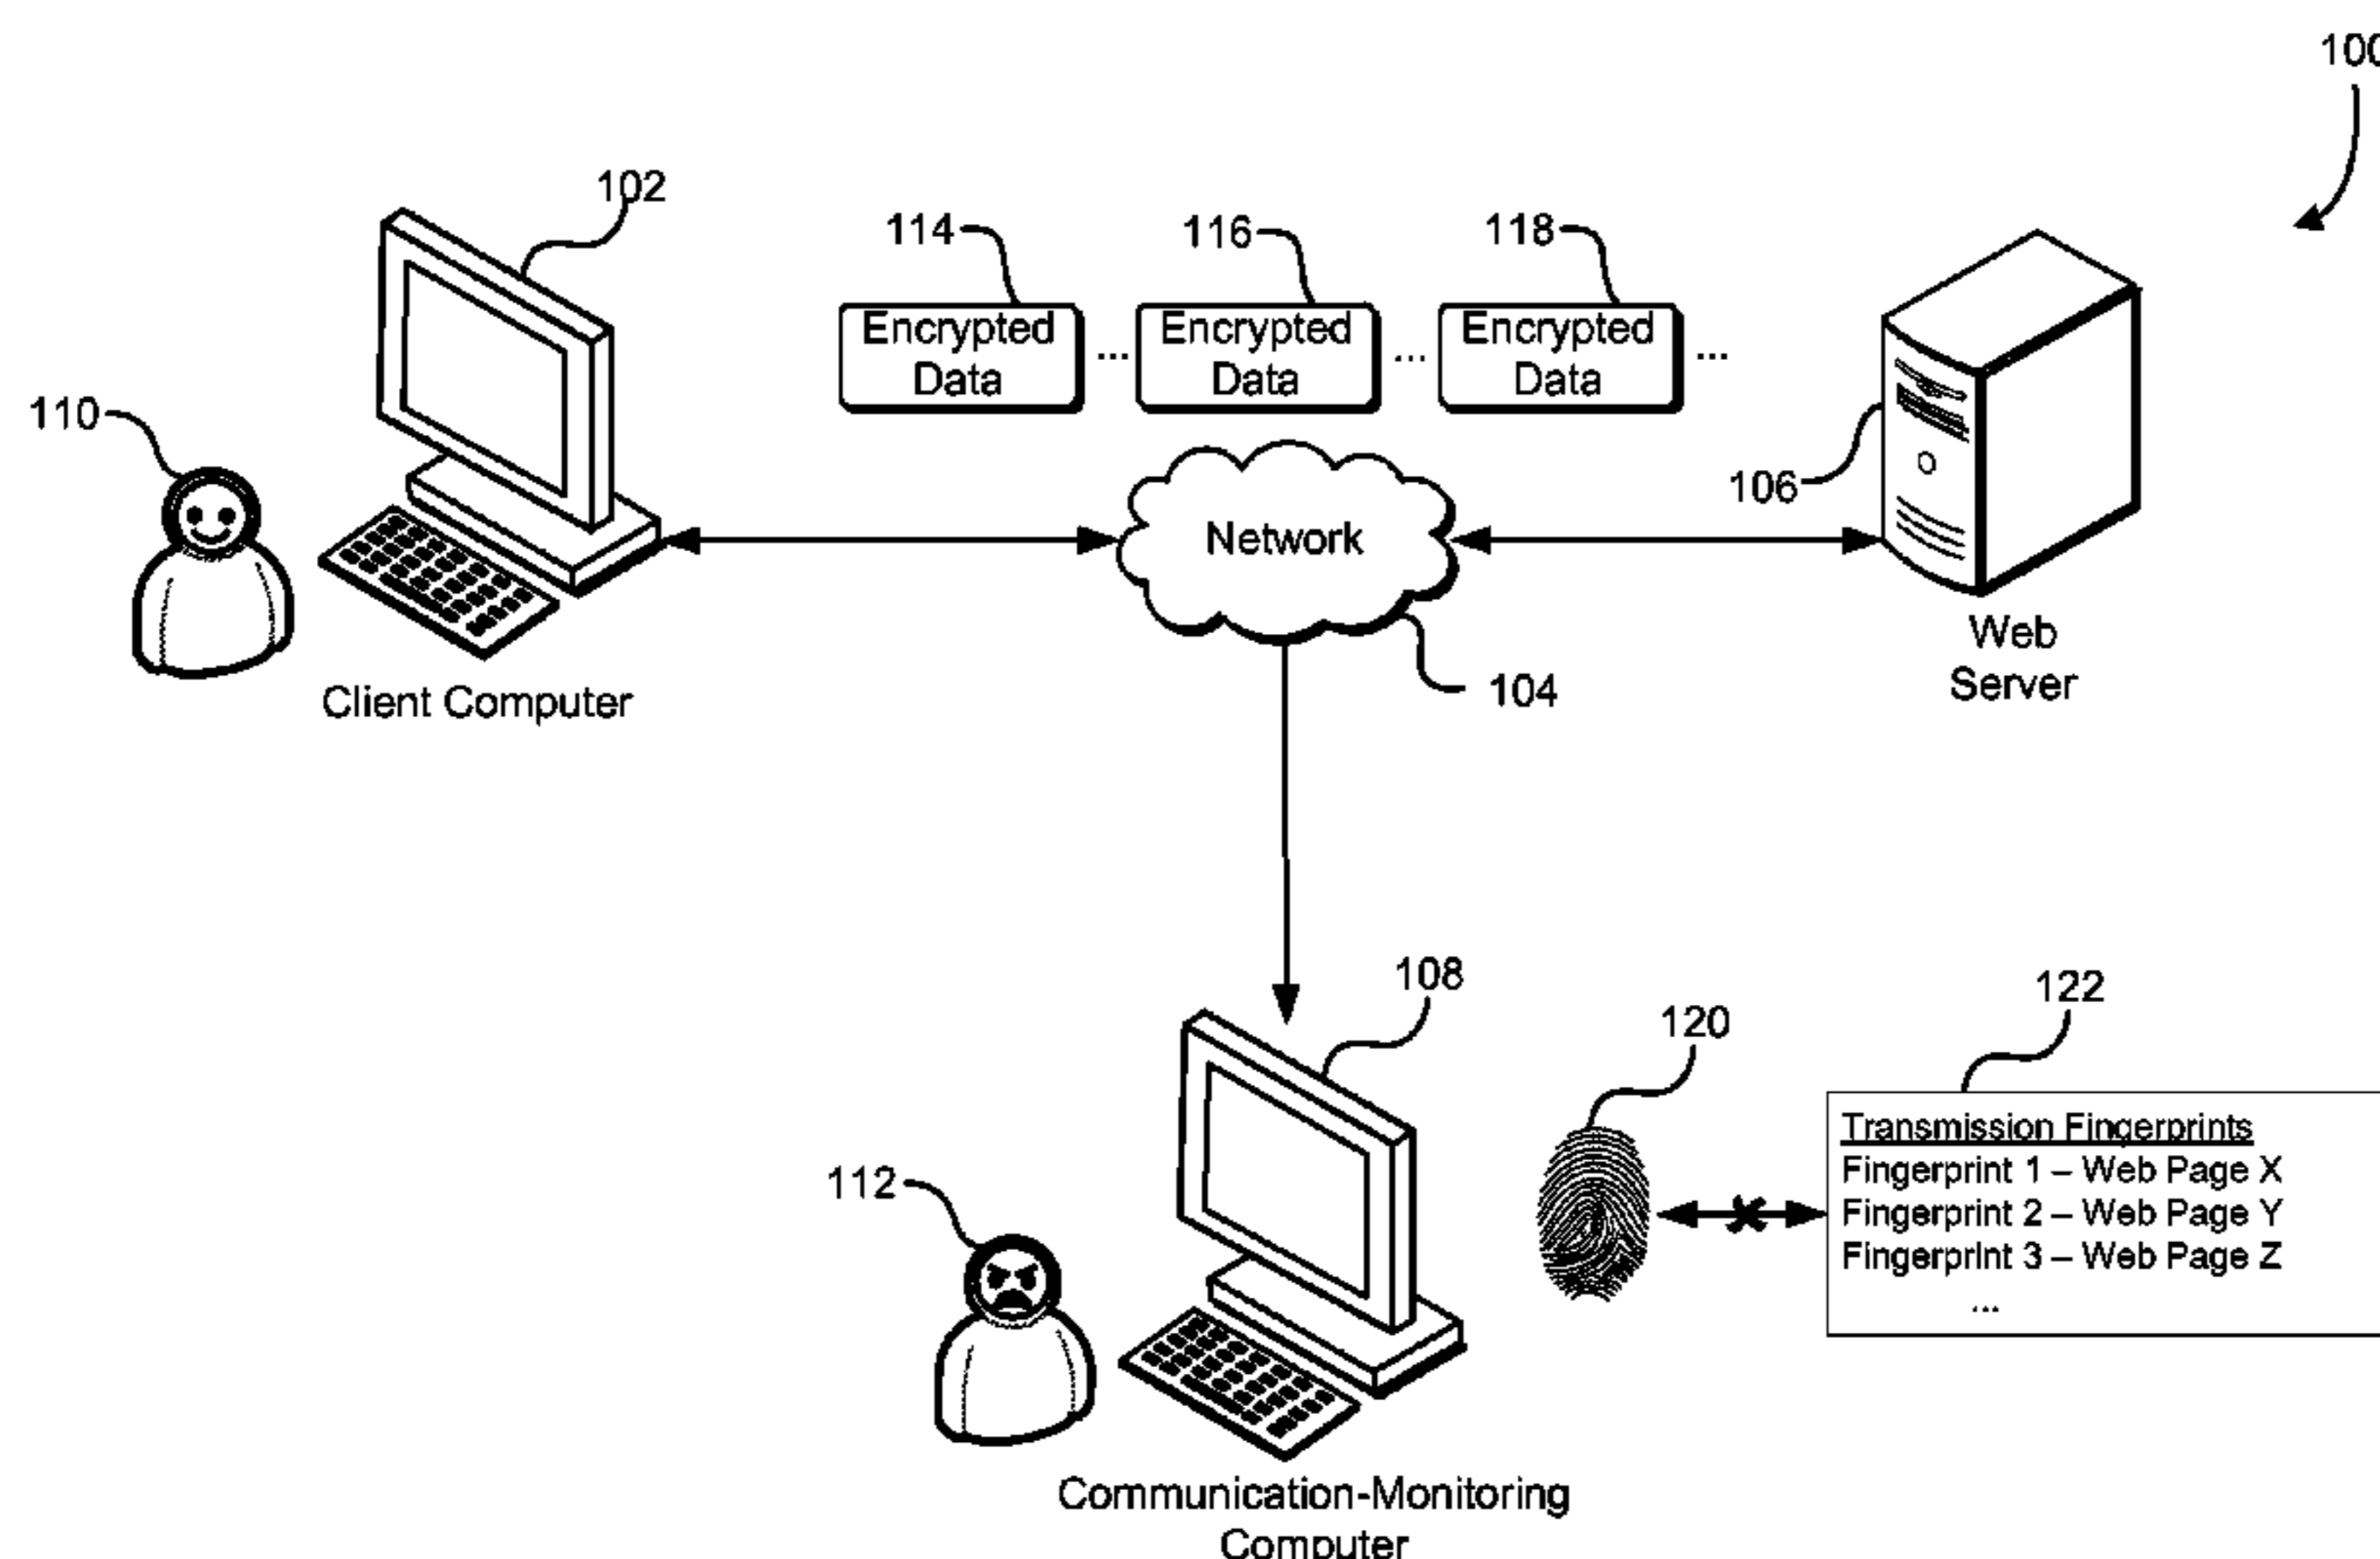 100
102
114
116
118
Encrypted
Data
...
Encrypted
Data
...
Encrypted
Data
...
110
106
Network
Web
Server
104
Client Computer
108
122
120
Transmission Fingerprints
Fingerprint 1 – Web Page X
Fingerprint 2 – Web Page Y
Fingerprint 3 – Web Page Z
...
112
Communication-Monitoring
Computer